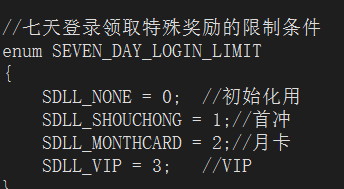 //七天登录领取特殊奖励的限制条件
enum SEVEN_DAY_LOGIN_LIMIT
{
    SDLL_NONE = 0;  //初始化用
    SDLL_SHOUCHONG = 1;//首冲
    SDLL_MONTHCARD = 2;//月卡
    SDLL_VIP = 3;   //VIP
}